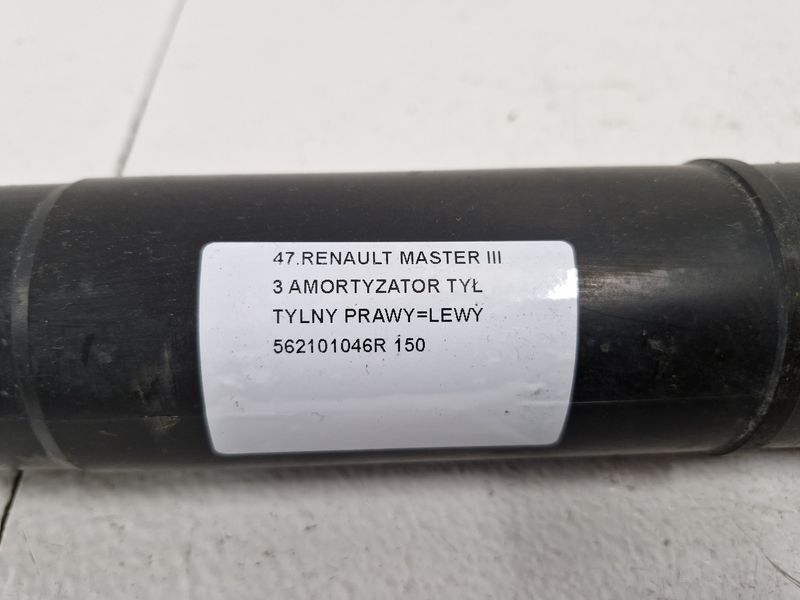 47.RENAULT MASTER III
3 AMORTYZATOR TYŁ
TYLNY PRAWY=LEWY
562101046R 150